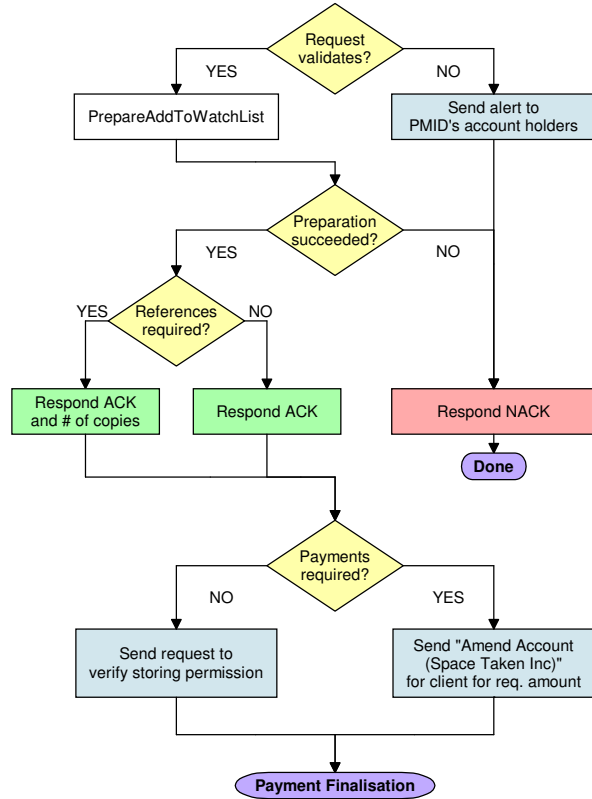 Request
validates?
YES
NO
PrepareAddToWatchList
Send alert to
PMID's account holders
Preparation
succeeded?
YES
NO
References
required?
YES
NO
Respond ACK
and # of copies
Respond ACK
Respond NACK
Done
Payments
required?
NO
YES
Send request to
verify storing permission
Send "Amend Account
(Space Taken Inc)"
for client for req. amount
Payment Finalisation